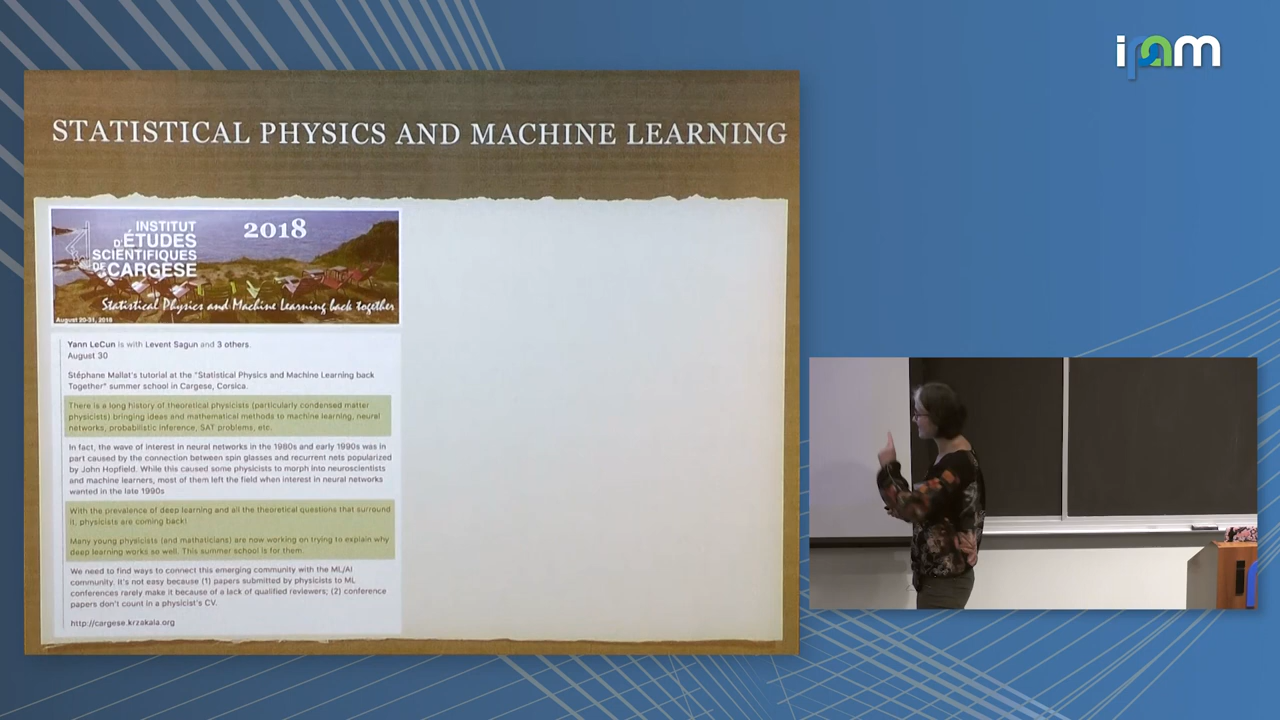 ipam
STATISTICAL PHYSICS AND MACHINE LEARNING
INSTITUT
D'ÉTUDES
SCIENTIFIQUES
DE CARGÈSE
2018
Statistical Physics and Machine Learning back together
August 20-31, 2018
Yann LeCun is with Levent Sagun and 3 others.
August 30
Stéphane Mallat's tutorial at the "Statistical Physics and Machine Learning back
Together" summer school in Cargese, Corsica.
There is a long history of theoretical physicists (particularly condensed matter
physicists) bringing ideas and mathematical methods to machine learning, neural
networks, probabilistic inference, SAT problems, etc.
In fact, the wave of interest in neural networks in the 1980s and early 1990s was in
part caused by the connection between spin glasses and recurrent nets popularized
by John Hopfield. While this caused some physicists to morph into neuroscientists
and machine learners, most of them left the field when interest in neural networks
wanted in the late 1990s
With the prevalence of deep learning and all the theoretical questions that surround
it, physicists are coming back!
Many young physicists (and mathaticians) are now working on trying to explain why
deep learning works so well. This summer school is for them.
We need to find ways to connect this emerging community with the ML/AI
community. It's not easy because (1) papers submitted by physicists to ML
conferences rarely make it because of a lack of qualified reviewers; (2) conference
papers don't count in a physicist's CV.
http://cargese.krzakala.org